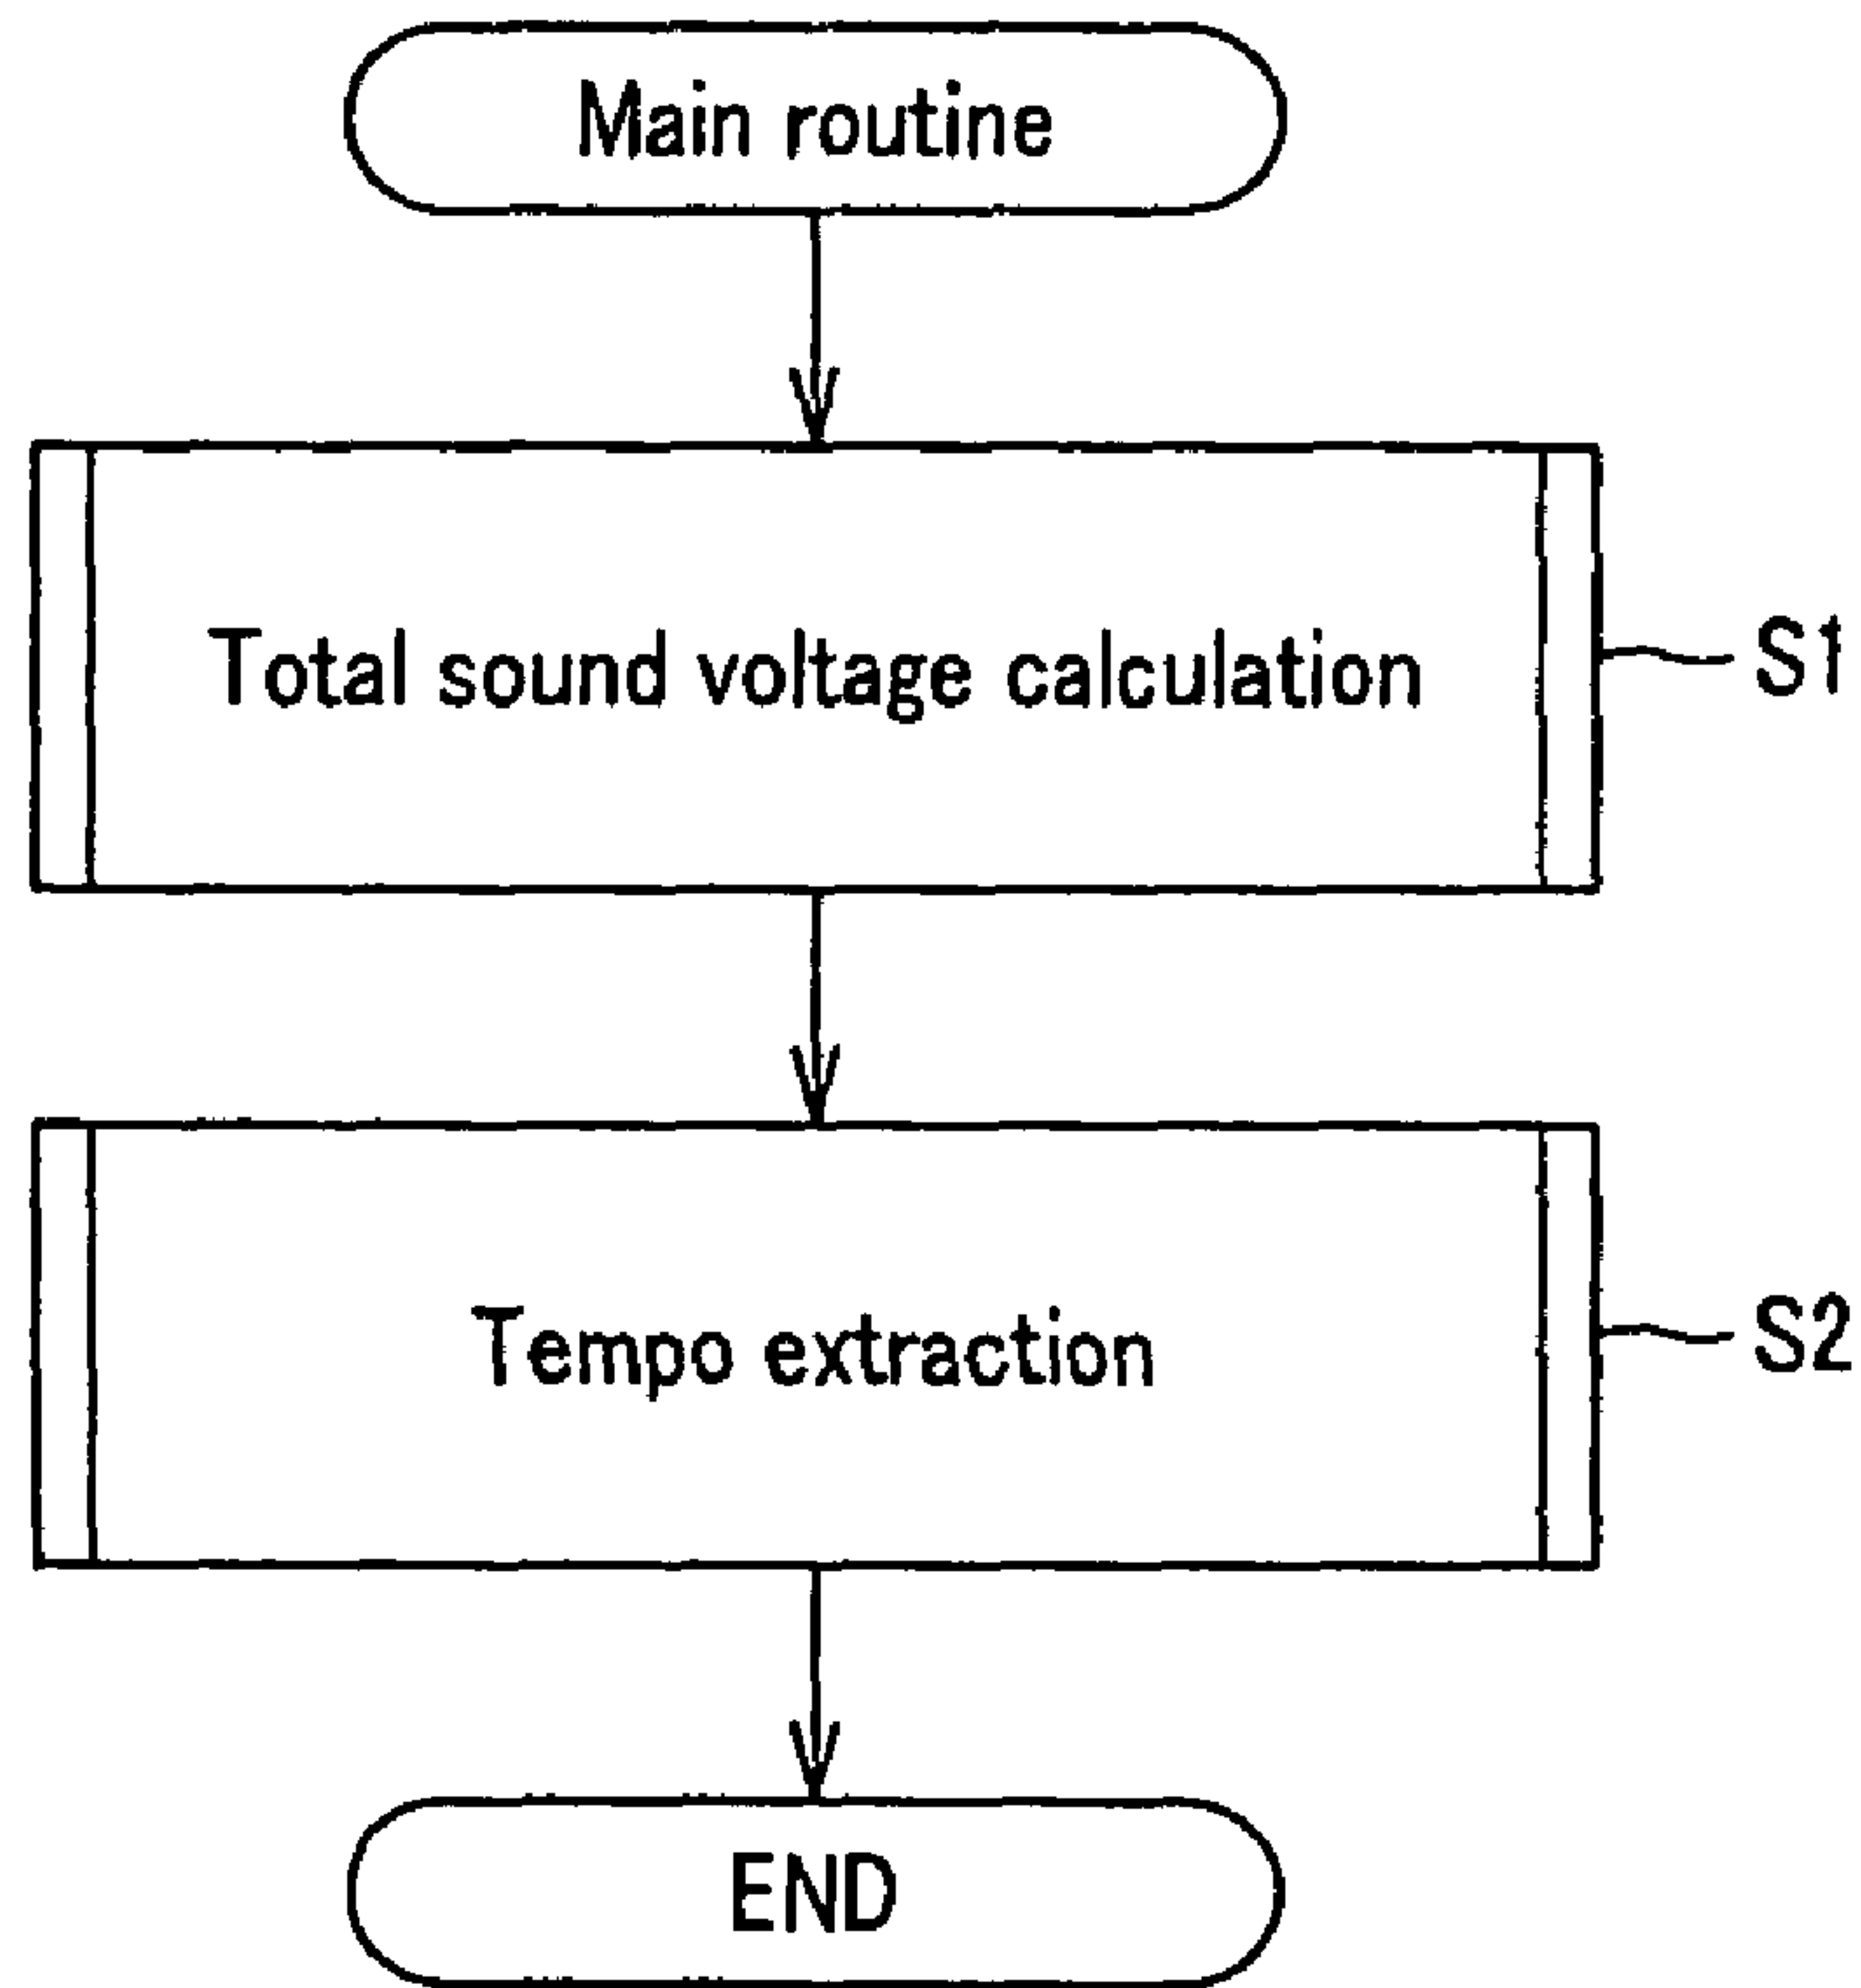 Main routine
Total sound voltage calculation
S1
Tempo extraction
S2
END